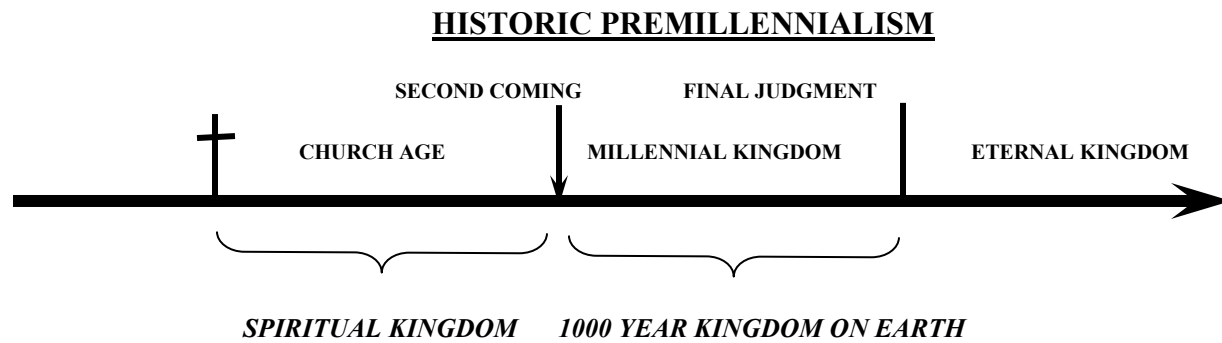 HISTORIC PREMILLENNIALISM
SECOND COMING FINAL JUDGMENT
CHURCH AGE MILLENNIAL KINGDOM ETERNAL KINGDOM
SPIRITUAL KINGDOM 1000 YEAR KINGDOM ON EARTH